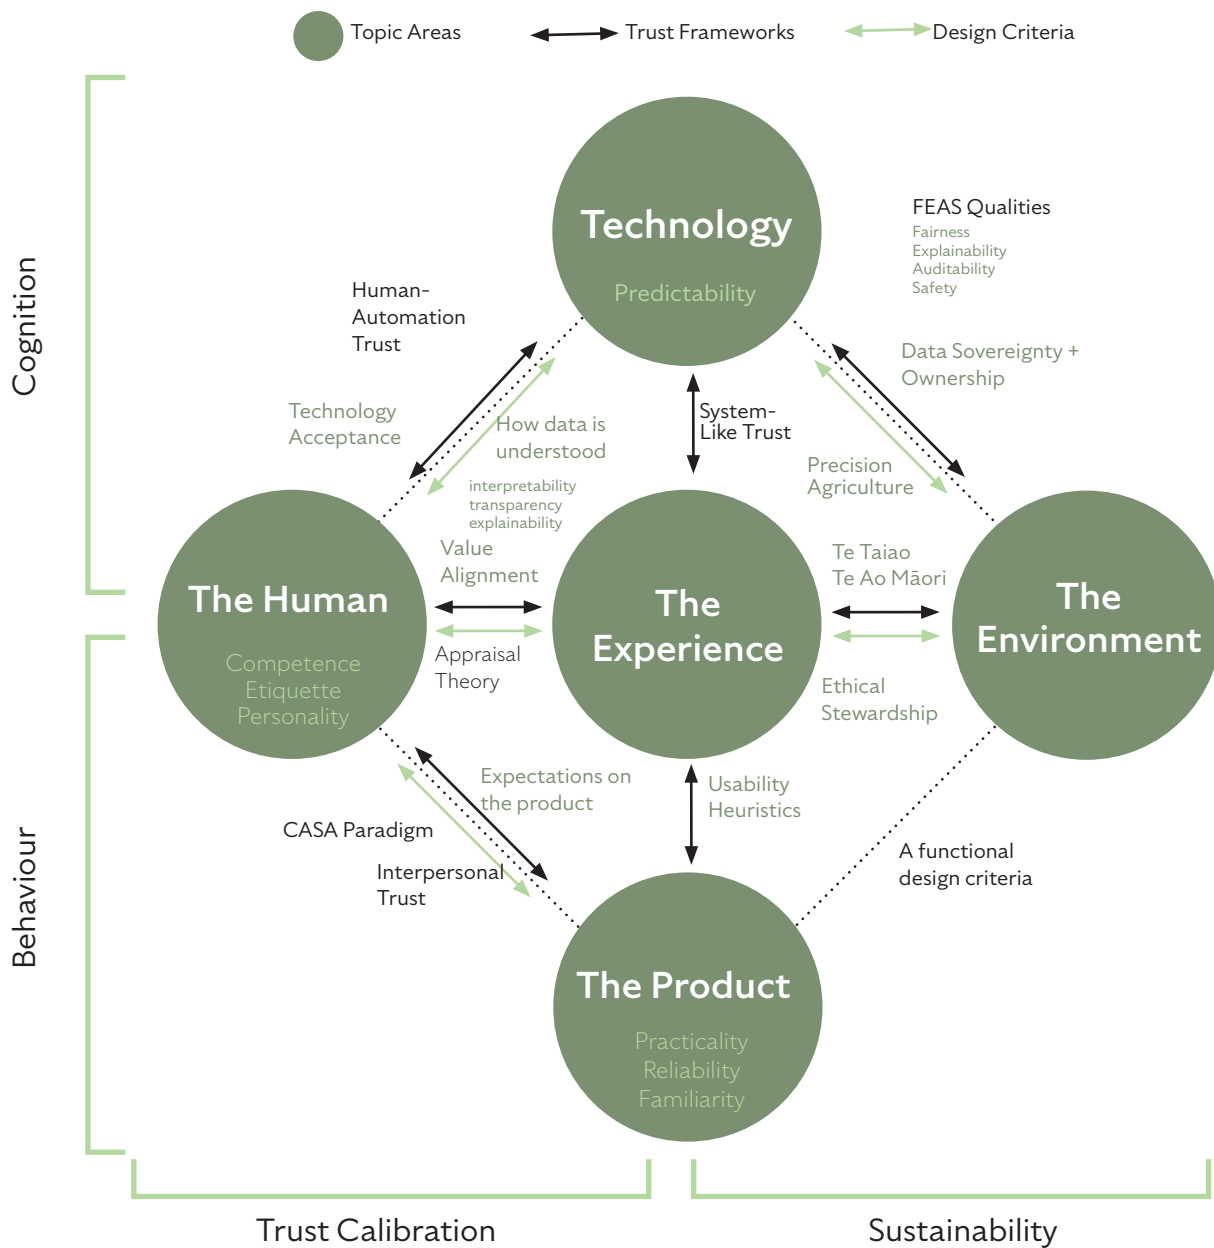 Topic Areas
Trust Frameworks
Design Criteria
Cognition
Behaviour
Technology
Predictability
FEAS Qualities
Fairness
Explainability
Auditability
Safety
Human-
Automation
Trust
Technology
Acceptance
How data is
understood
interpretability
transparency
explainability
System-
Like Trust
Data Sovereignty +
Ownership
Precision
Agriculture
The Human
Competence
Etiquette
Personality
Value
Alignment
Appraisal
Theory
The
Experience
Te Taiao
Te Ao Māori
Ethical
Stewardship
The
Environment
Expectations on
the product
CASA Paradigm
Interpersonal
Trust
Usability
Heuristics
A functional
design criteria
The Product
Practicality
Reliability
Familiarity
Trust Calibration
Sustainability